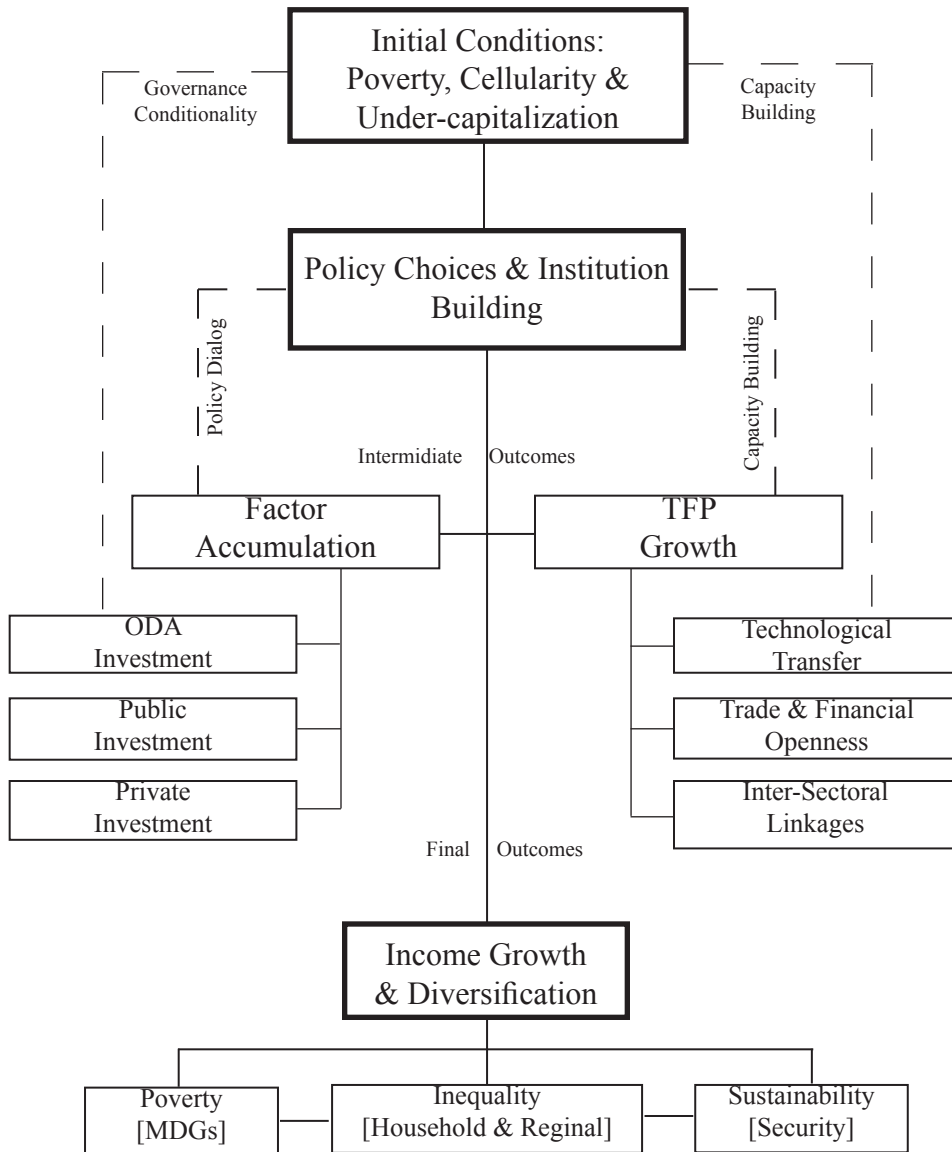 Initial Conditions:
Poverty, Cellularity &
Under-capitalization
Governance
Conditionality
Capacity
Building
Policy Choices & Institution
Building
Policy Dialog
Capacity Building
Intermidiate Outcomes
Factor
Accumulation
TFP
Growth
ODA
Investment
Technological
Transfer
Public
Investment
Trade & Financial
Openness
Private
Investment
Inter-Sectoral
Linkages
Final Outcomes
Income Growth
& Diversification
Poverty
[MDGs]
Inequality
[Household & Reginal]
Sustainability
[Security]